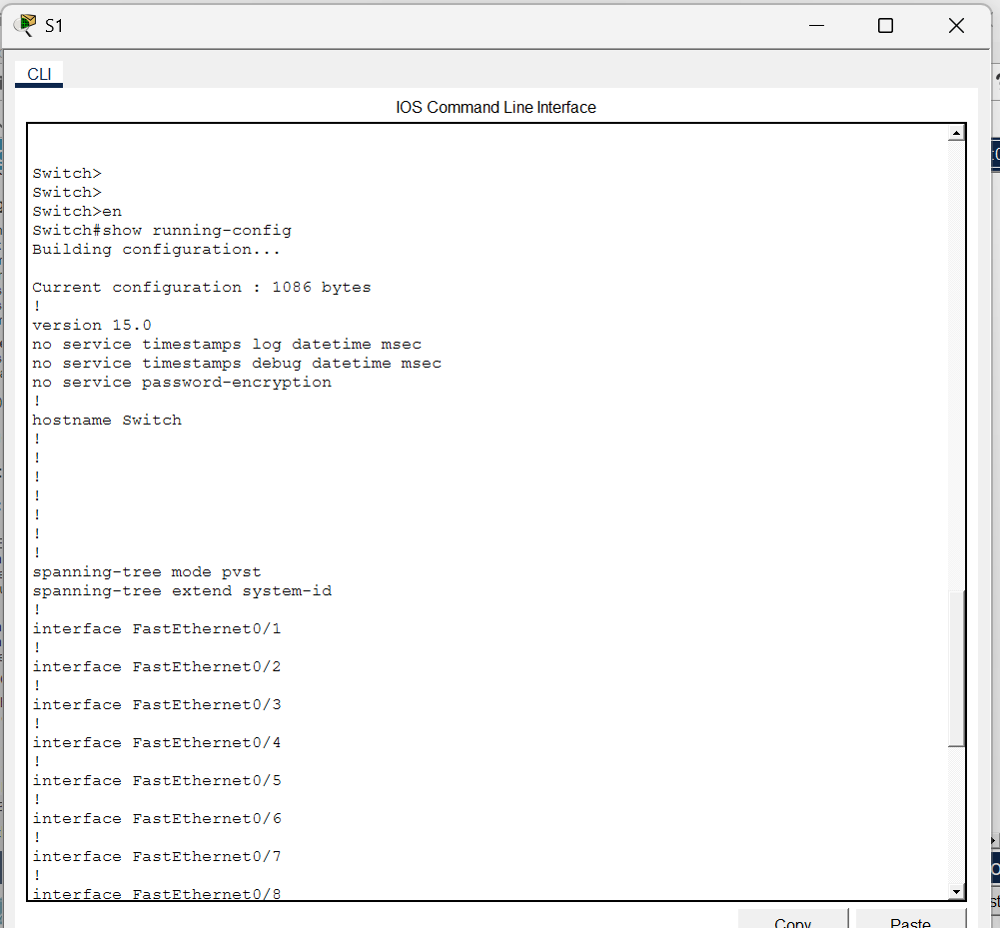 S1
CLI
IOS Command Line Interface
Switch>
Switch>
Switch>en
Switch#show running-config
Building configuration...
Current configuration : 1086 bytes
!
version 15.0
no service timestamps log datetime msec
no service timestamps debug datetime msec
no service password-encryption
!
hostname Switch
!
!
!
!
!
!
!
spanning-tree mode pvst
spanning-tree extend system-id
!
interface FastEthernet0/1
!
interface FastEthernet0/2
!
interface FastEthernet0/3
!
interface FastEthernet0/4
!
interface FastEthernet0/5
!
interface FastEthernet0/6
!
interface FastEthernet0/7
!
interface FastEthernet0/8
Copy
Paste